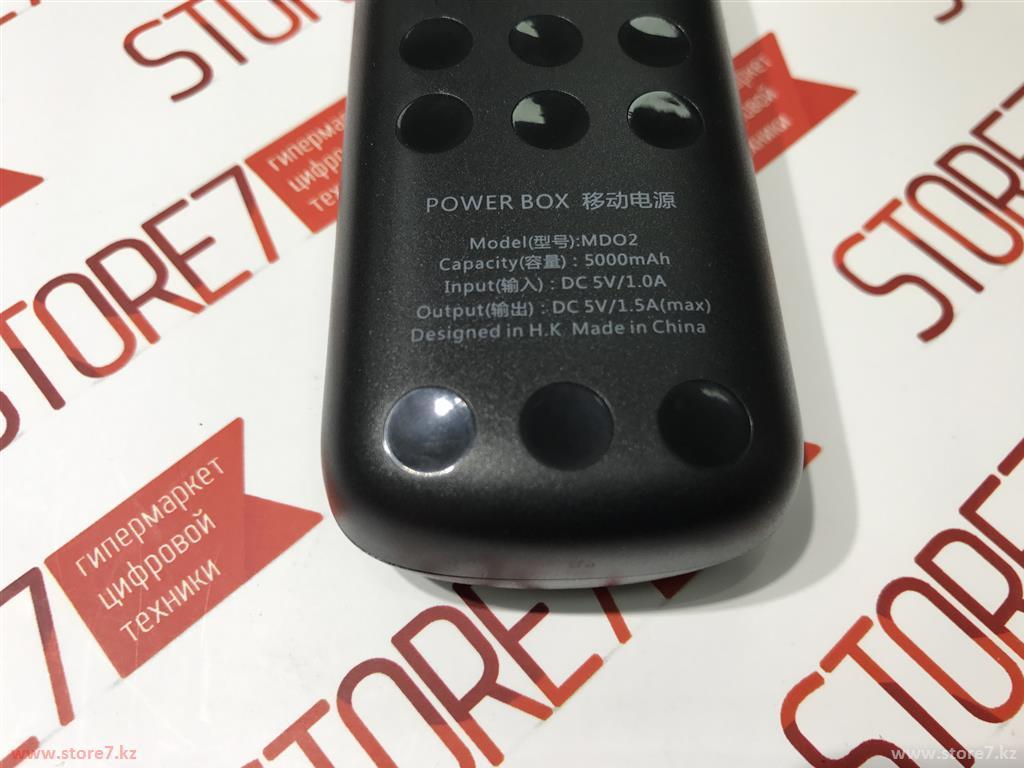 STORE7
гипермаркет
цифровой
техники
POWER BOX 移动电源
Model(型号):MDO2
Capacity(容量) : 5000mAh
Input(输入) : DC 5V/1.0A
Output(输出) : DC 5V/1.5A(max)
Designed in H.K Made in China
STORE7
гипермаркет
цифровой
техники
STORE7
STORE
www.store7.kz
www.store7.kz